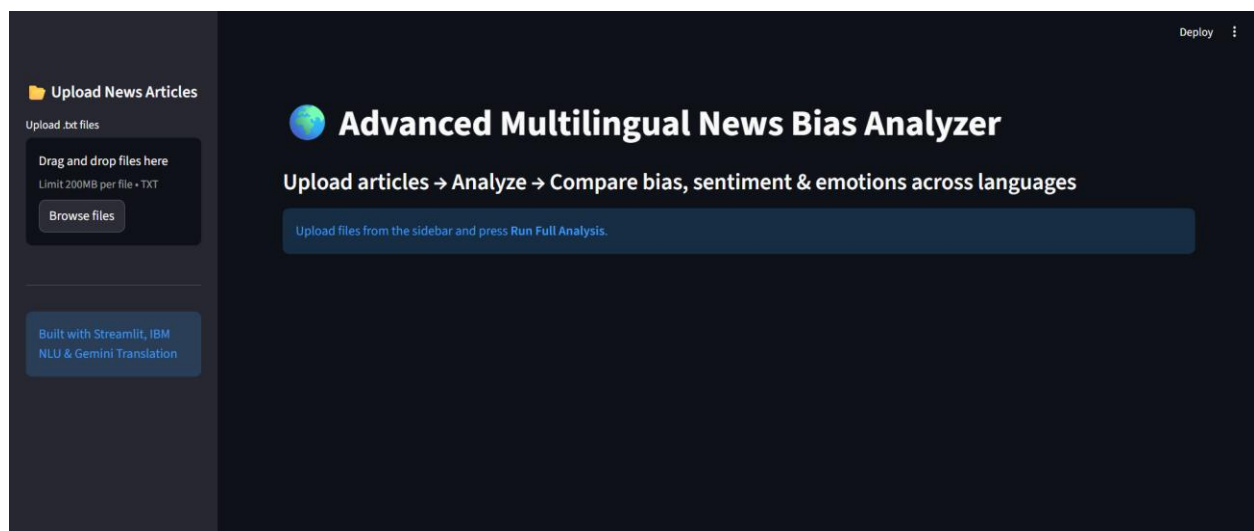 Deploy
📂 Upload News Articles
Upload .txt files
Drag and drop files here
Limit 200MB per file • TXT
Browse files
Built with Streamlit, IBM
NLU & Gemini Translation
🌍 Advanced Multilingual News Bias Analyzer
Upload articles → Analyze → Compare bias, sentiment & emotions across languages
Upload files from the sidebar and press Run Full Analysis.